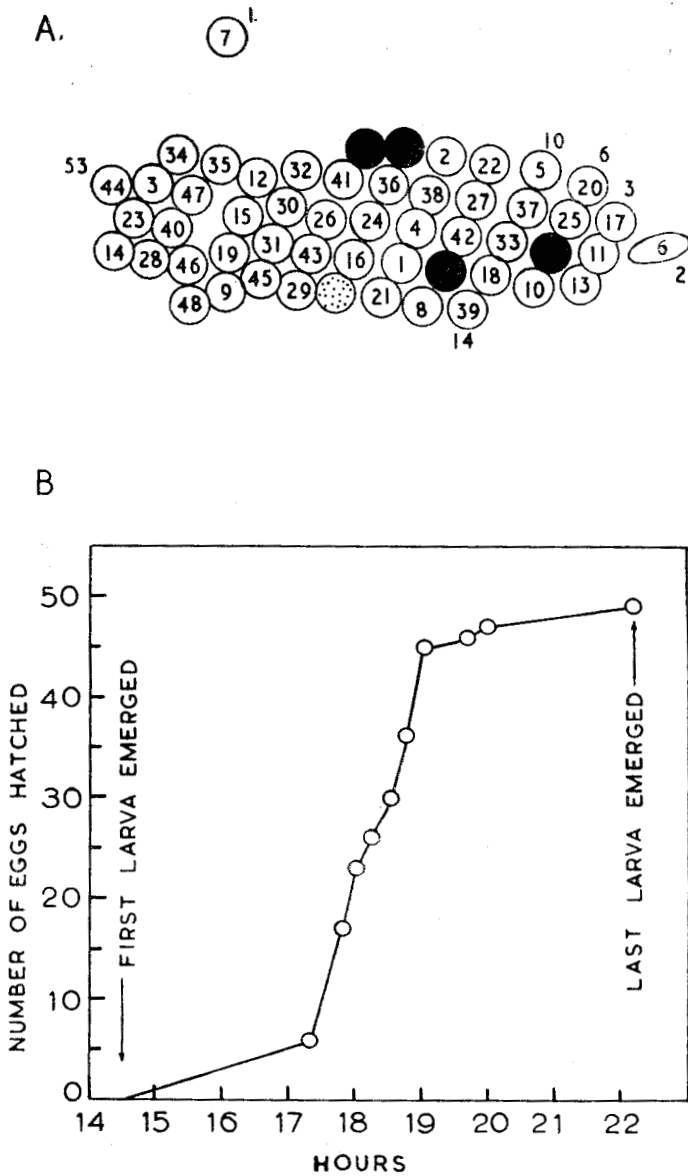 A.
7 1.
34 35 12 32 41 36 2 22 5 10 6
53 44 3 47 15 30 26 24 38 27 37 20 25 3 17
23 40 19 31 43 16 4 42 33 11 6
14 28 46 9 45 29 21 1 8 18 10 13 2
48 39
14
B
NUMBER OF EGGS HATCHED
50
40
30
20
10
0
FIRST LARVA EMERGED
LAST LARVA EMERGED
14 15 16 17 18 19 20 21 22
HOURS